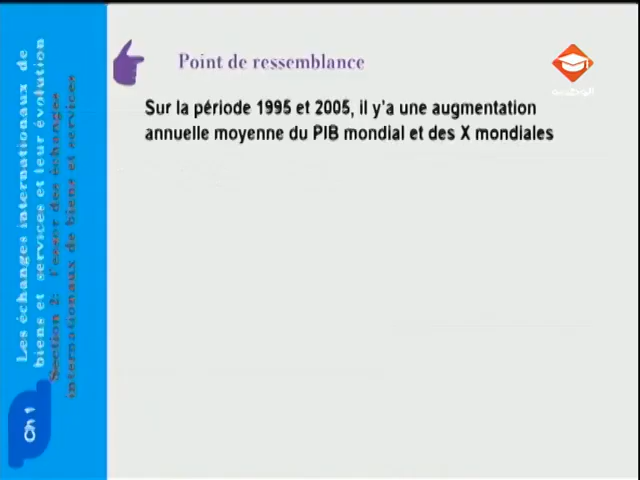 Point de ressemblance
Sur la période 1995 et 2005, il y'a une augmentation
annuelle moyenne du PIB mondial et des X mondiales
Les échanges internationaux de
biens et services et leur évolution
Section 2: l'essor des échanges
internationaux de biens et services
Ch 1